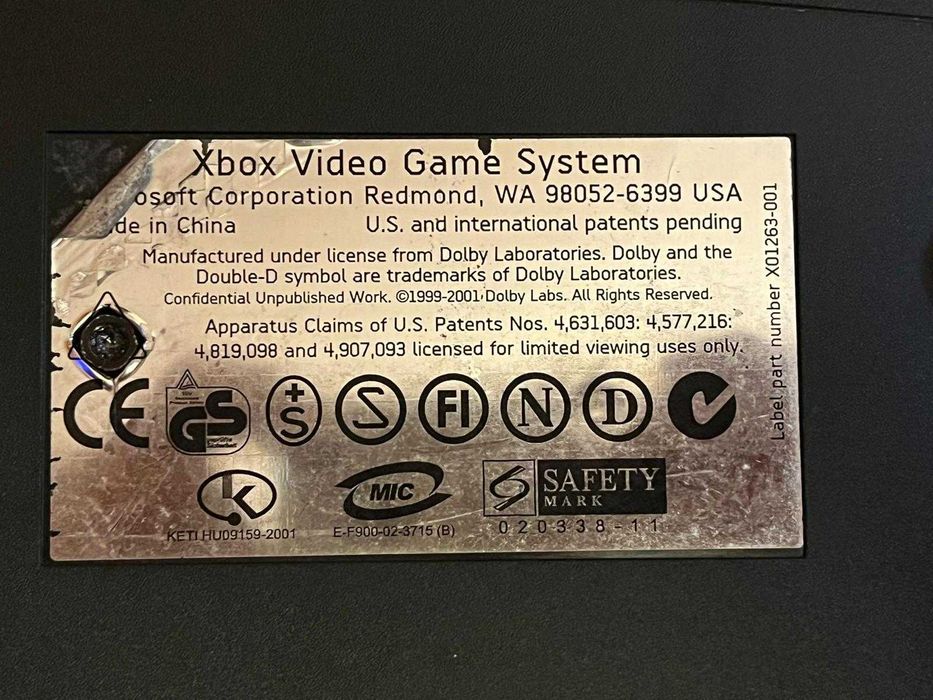 Xbox Video Game System
osoft Corporation Redmond, WA 98052-6399 USA
de in China U.S. and international patents pending
Manufactured under license from Dolby Laboratories. Dolby and the
Double-D symbol are trademarks of Dolby Laboratories.
Confidential Unpublished Work. ©1999-2001 Dolby Labs. All Rights Reserved.
Apparatus Claims of U.S. Patents Nos. 4,631,603: 4,577,216:
4,819,098 and 4,907,093 licensed for limited viewing uses only.
CE GS +S S FI N D
K MIC S SAFETY
MARK
KETI HU09159-2001 E-F900-02-3715 (B) 020338-11
Label part number X01263-001